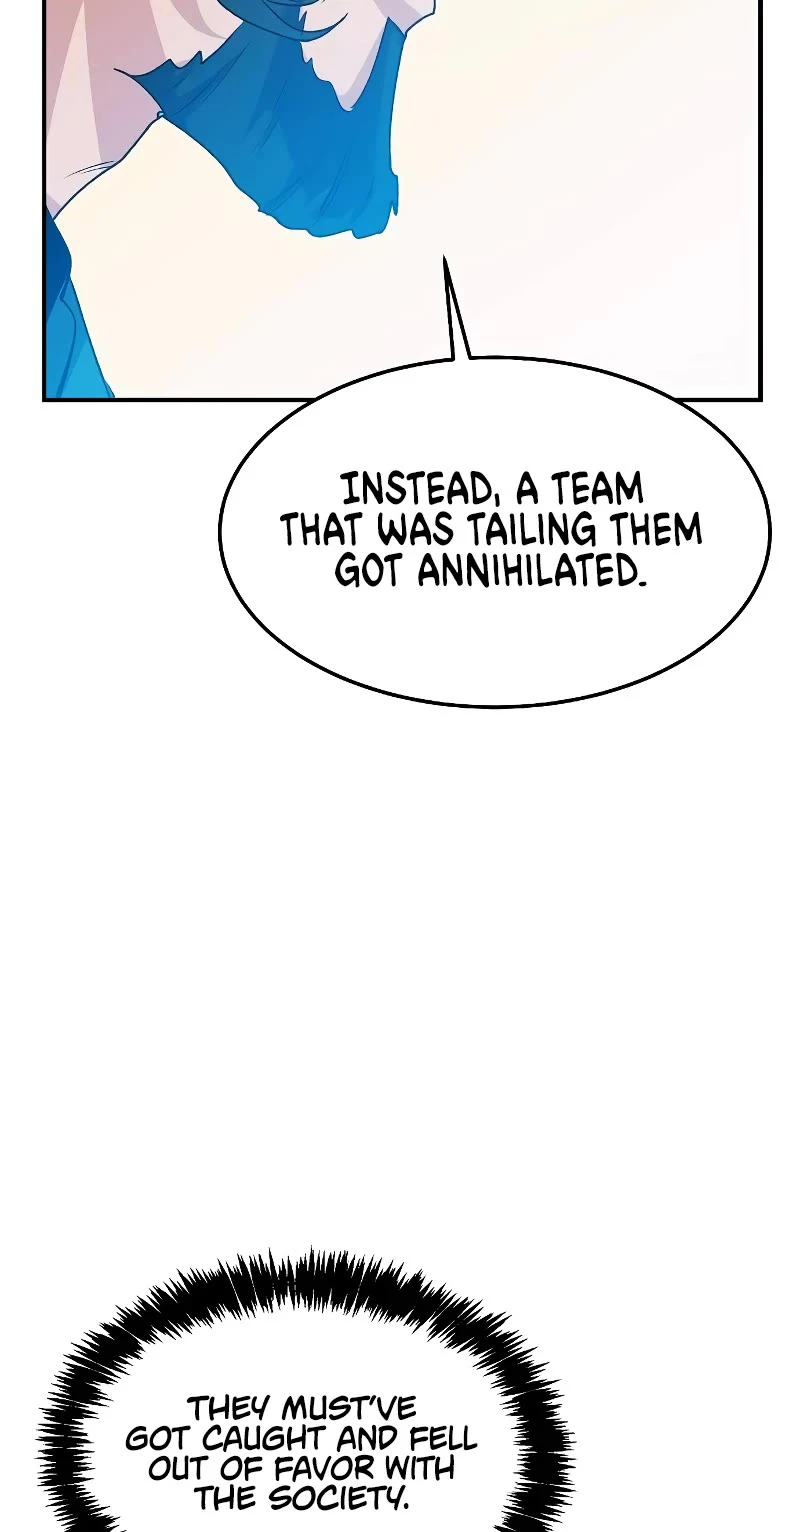 INSTEAD, A TEAM
THAT WAS TAILING THEM
GOT ANNIHILATED.
THEY MUST'VE
GOT CAUGHT AND FELL
OUT OF FAVOR WITH
THE SOCIETY.